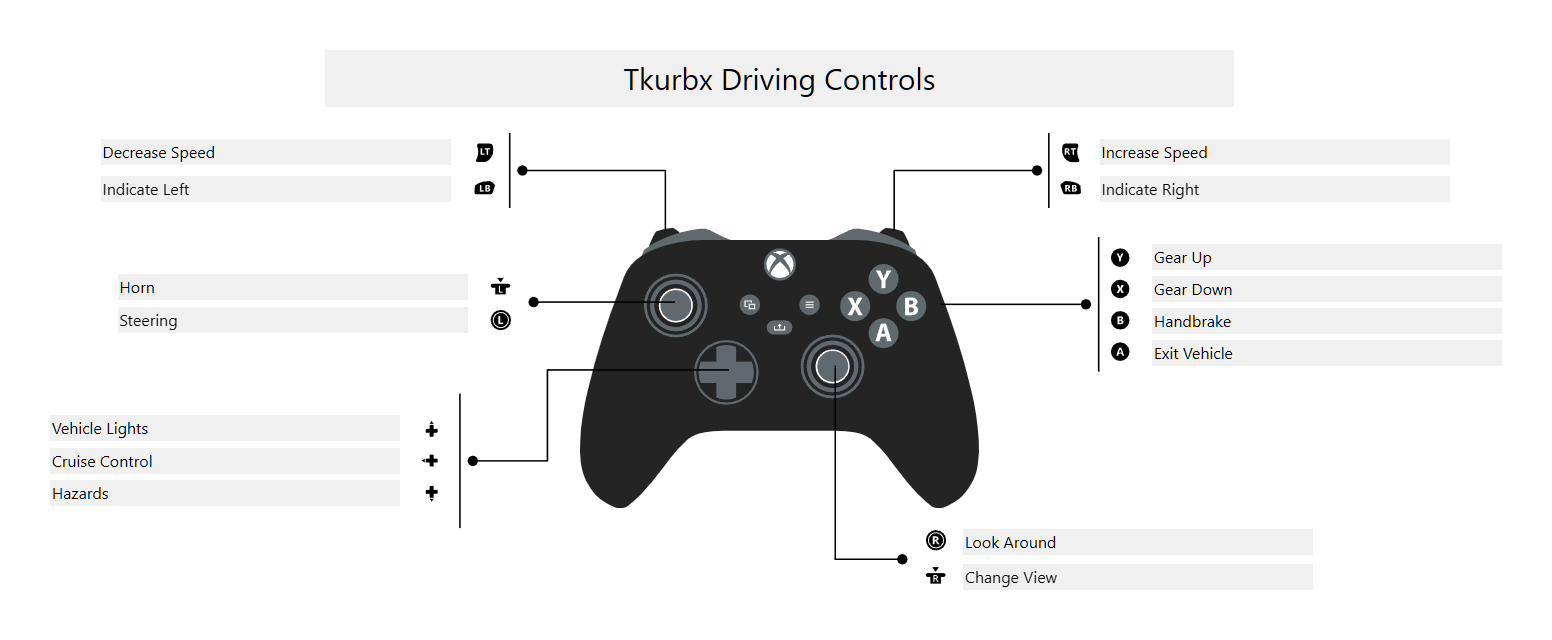 Tkurbx Driving Controls
Decrease Speed LT
Indicate Left LB
RT Increase Speed
RB Indicate Right
Horn L
Steering L
Y Gear Up
X Gear Down
B Handbrake
A Exit Vehicle
Y
X B
A
Vehicle Lights
Cruise Control
Hazards
R Look Around
R Change View